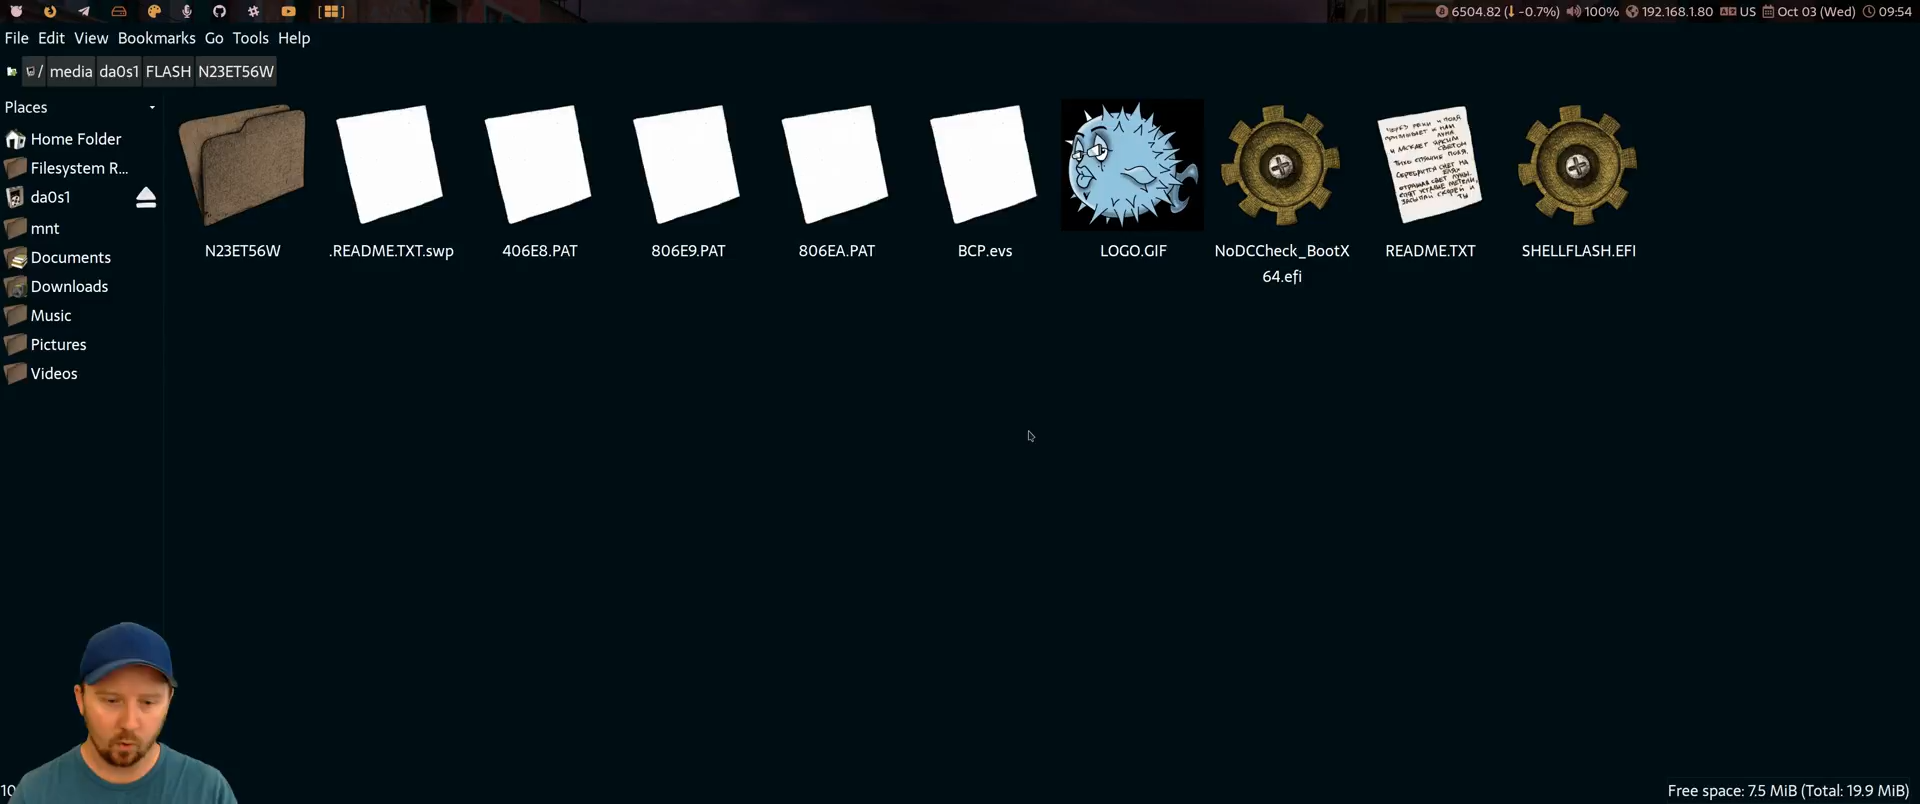 6504.82 (⬇ -0.7%) 100% 192.168.1.80 US Oct 03 (Wed) 09:54
File Edit View Bookmarks Go Tools Help
/ media da0s1 FLASH N23ET56W
Places
Home Folder
Filesystem R...
da0s1
mnt
Documents
Downloads
Music
Pictures
Videos
N23ET56W .README.TXT.swp 406E8.PAT 806E9.PAT 806EA.PAT BCP.evs LOGO.GIF NoDCCheck_BootX README.TXT SHELLFLASH.EFI
64.efi
Free space: 7.5 MiB (Total: 19.9 MiB)